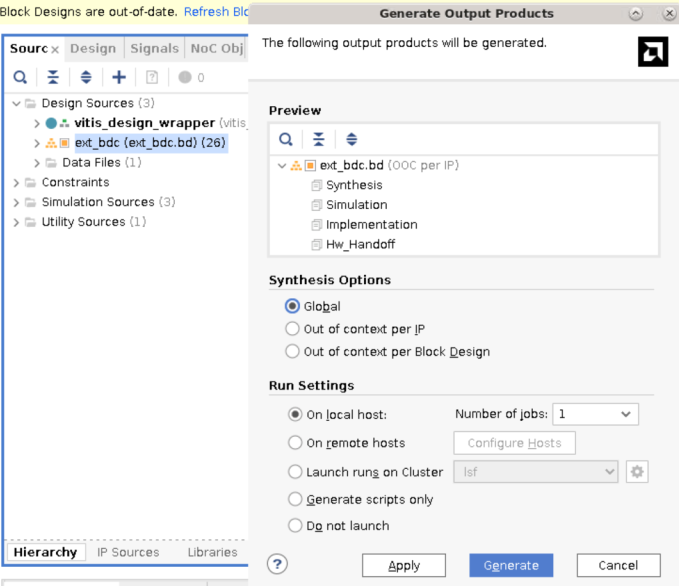 Block Designs are out-of-date. Refresh Blo
Generate Output Products
Sourc × Design Signals NoC Obj
The following output products will be generated.
0
Design Sources (3)
vitis_design_wrapper (vitis_
ext_bdc (ext_bdc.bd) (26)
Data Files (1)
Constraints
Simulation Sources (3)
Utility Sources (1)
Hierarchy IP Sources Libraries
Preview
ext_bdc.bd (OOC per IP)
Synthesis
Simulation
Implementation
Hw_Handoff
Synthesis Options
Global
Out of context per IP
Out of context per Block Design
Run Settings
On local host: Number of jobs: 1
On remote hosts Configure Hosts
Launch runs on Cluster lsf
Generate scripts only
Do not launch
? Apply Generate Cancel